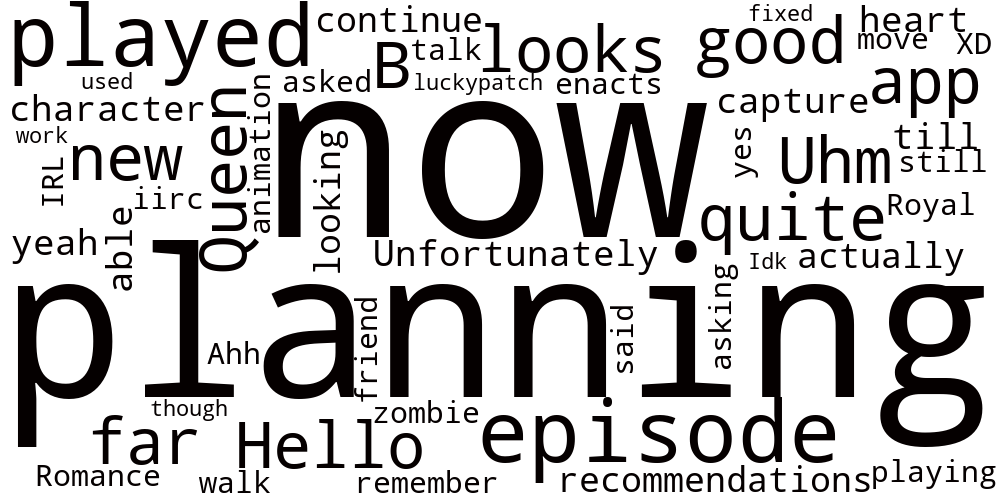 played
continue
fixed
heart
B
talk
looks
good
move
XD
used
asked
luckypatch
enacts
app
character
Queen
animation
now
capture
work
new
looking
yes
Uhm
till
still
IRL
iirc
quite
Royal
yeah
able
Unfortunately
Idk
actually
planning
Ahh
friend
said
asking
though
zombie
far
Hello
episode
Romance
walk
remember
recommendations
playing